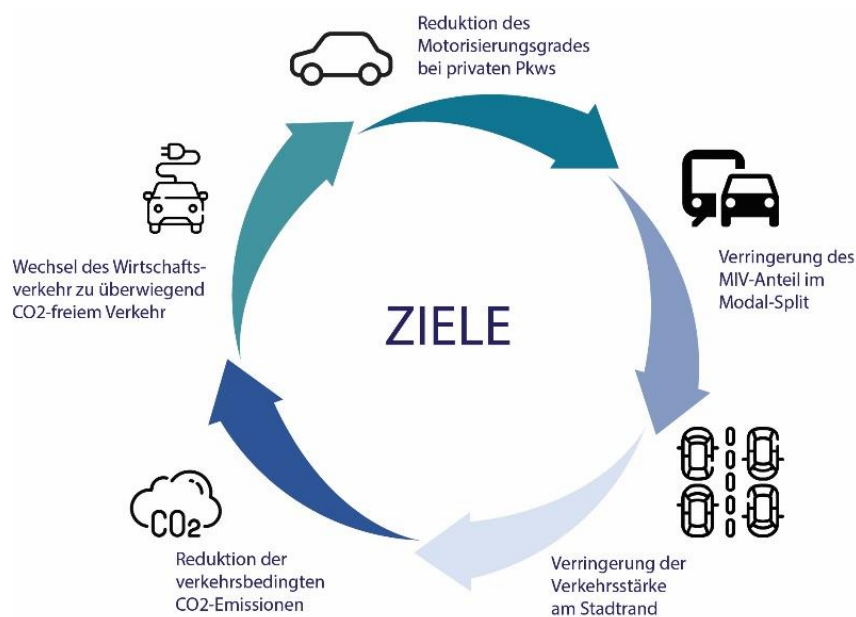 Reduktion des
Motorisierungsgrades
bei privaten Pkws
Verringerung des
MIV-Anteil im
Modal-Split
Verringerung der
Verkehrsstärke
am Stadtrand
Reduktion der
verkehrsbedingten
CO2-Emissionen
CO2
Wechsel des Wirtschafts-
verkehr zu überwiegend
CO2-freiem Verkehr
ZIELE